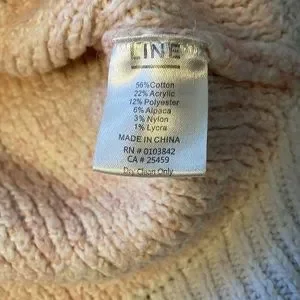 LINE
56%Cotton
22% Acrylic
12% Polyester
6% Alpaca
3% Nylon
1% Lycra
MADE IN CHINA
RN # 0103842
CA # 25459
Clean Only